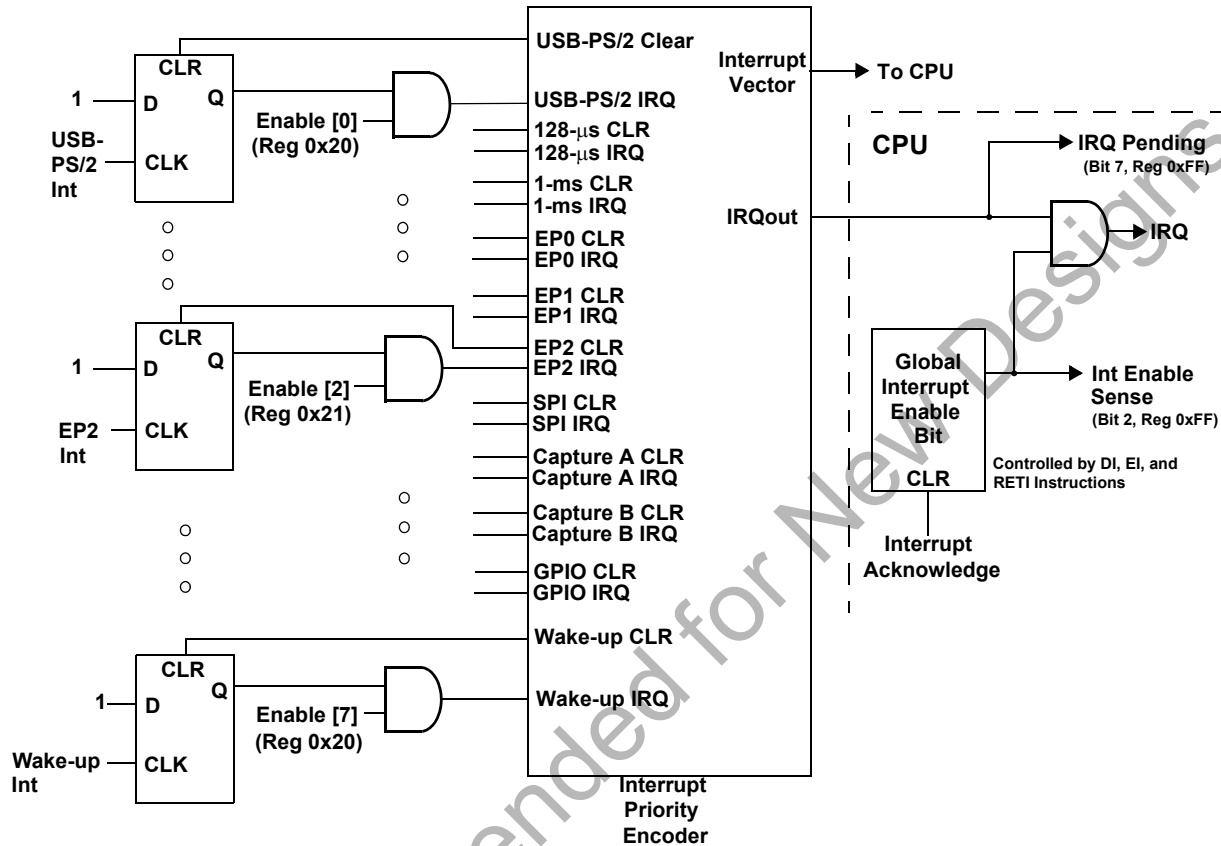 USB-PS/2 Clear
CLR
Q
D
1
USB-
PS/2
Int
CLK
Enable [0]
(Reg 0x20)
USB-PS/2 IRQ
128-μs CLR
128-μs IRQ
1-ms CLR
1-ms IRQ
EP0 CLR
EP0 IRQ
EP1 CLR
EP1 IRQ
CLR
Q
D
1
EP2
Int
CLK
Enable [2]
(Reg 0x21)
EP2 CLR
EP2 IRQ
SPI CLR
SPI IRQ
Capture A CLR
Capture A IRQ
Capture B CLR
Capture B IRQ
GPIO CLR
GPIO IRQ
Wake-up CLR
CLR
Q
D
1
Wake-up
Int
CLK
Enable [7]
(Reg 0x20)
Wake-up IRQ
Interrupt
Priority
Encoder
Interrupt
Vector
To CPU
CPU
IRQ Pending
(Bit 7, Reg 0xFF)
IRQout
IRQ
Global
Interrupt
Enable
Bit
CLR
Int Enable
Sense
(Bit 2, Reg 0xFF)
Controlled by DI, EI, and
RETI Instructions
Interrupt
Acknowledge
ended for New Designs